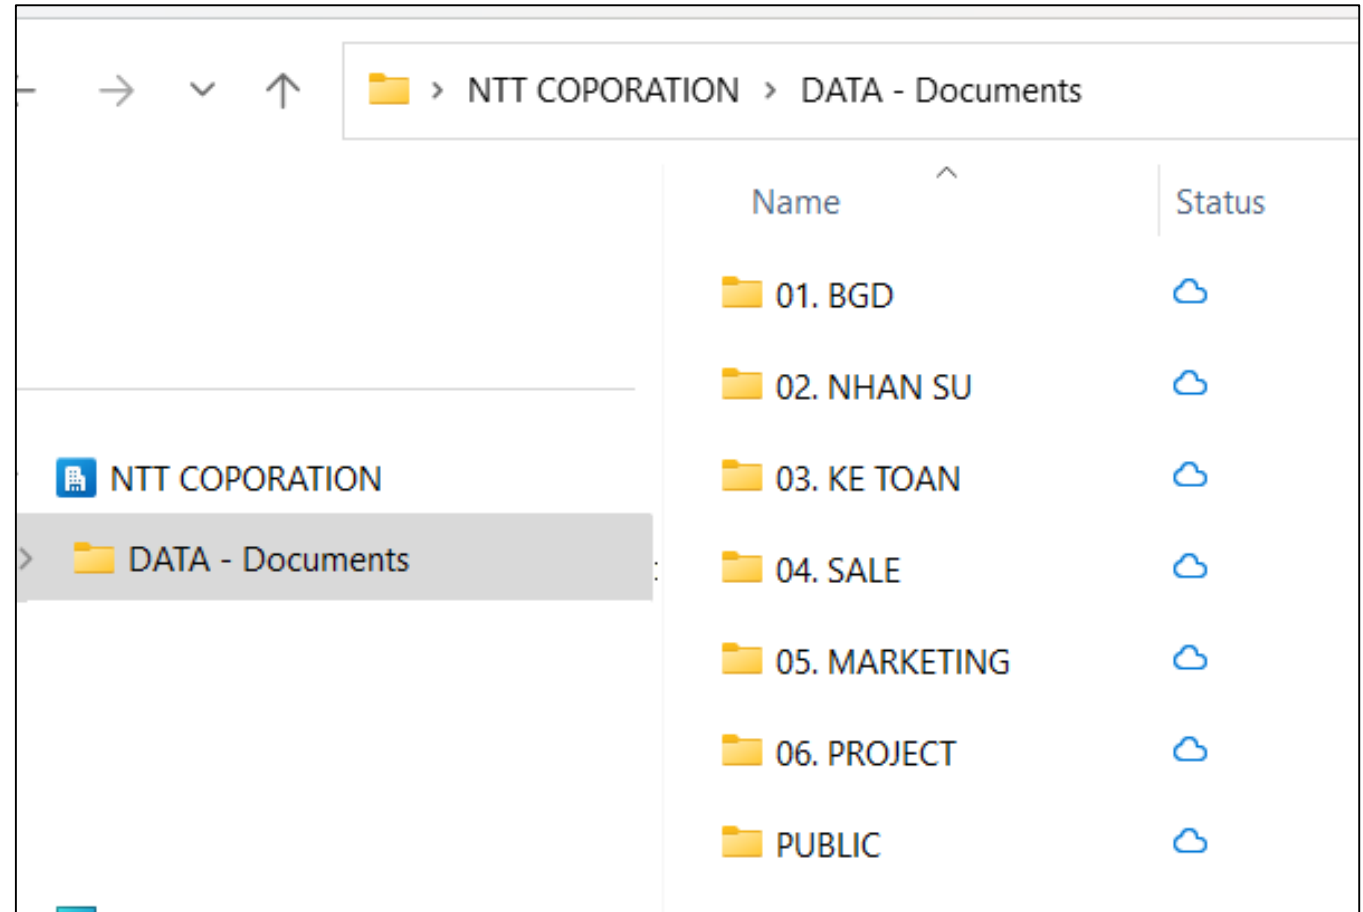 NTT COPORATION > DATA - Documents
Name Status
01. BGD
02. NHAN SU
03. KE TOAN
04. SALE
05. MARKETING
06. PROJECT
PUBLIC
NTT COPORATION
DATA - Documents